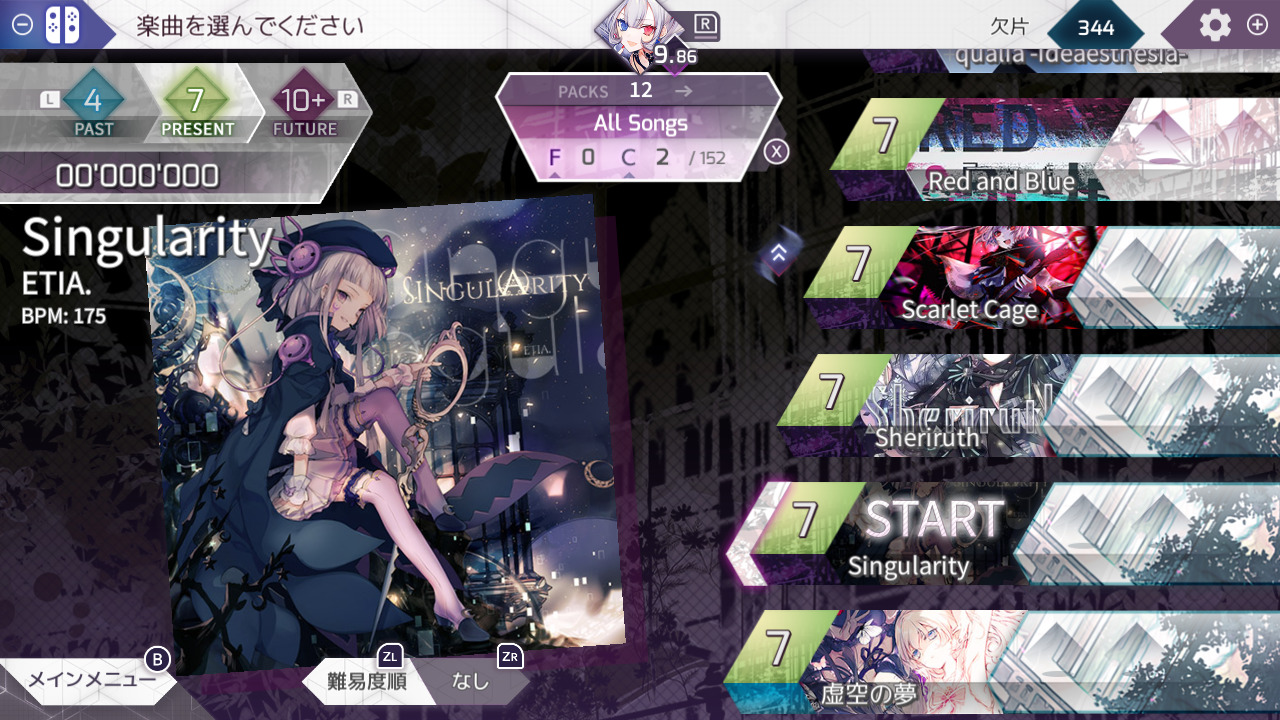 楽曲を選んでください
R
9.86
欠片
344
L
4
7
10+
R
PAST
PRESENT
FUTURE
00'000'000
PACKS 12 →
All Songs
F 0 C 2 / 152
X
Singularity
ETIA.
BPM: 175
SINGULARITY
ETIA.
qualia -ideaesthesia-
7
RED
Red and Blue
7
Scarlet Cage
7
Sheriruth
Sheriruth
7
START
Singularity
7
虚空の夢
B
メインメニュー
ZL
難易度順
ZR
なし